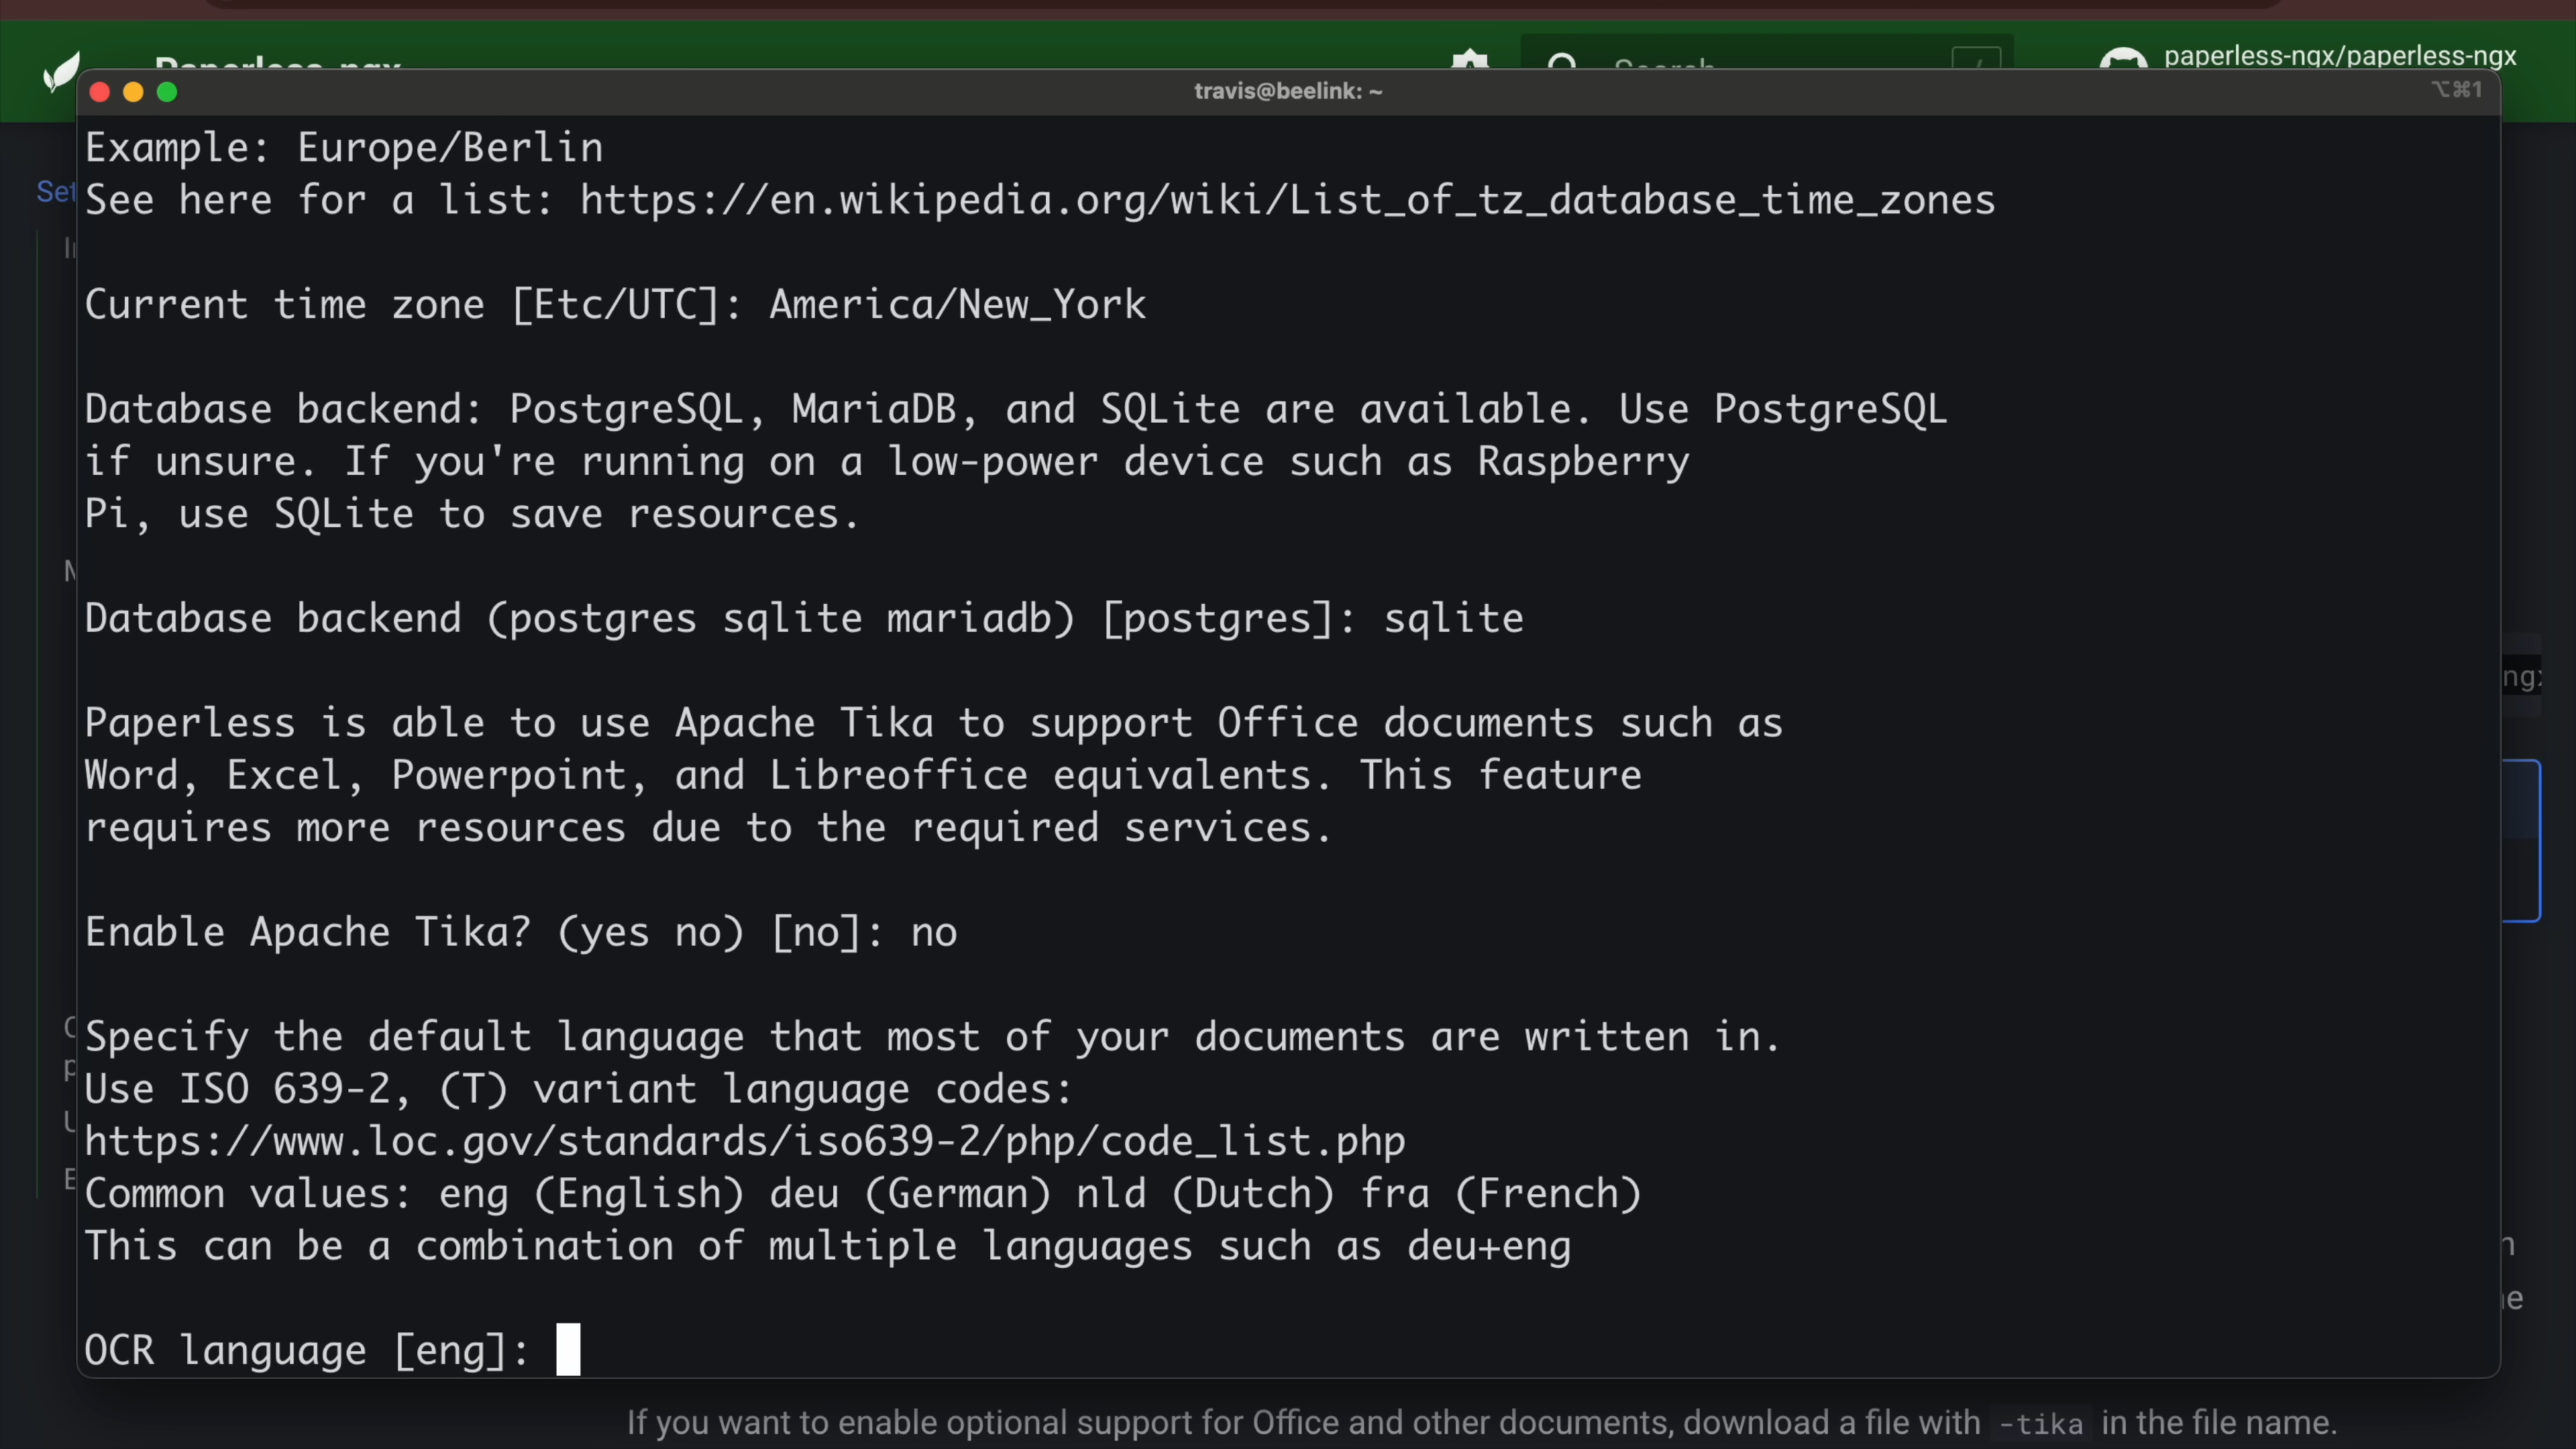 paperless-ngx/paperless-ngx
travis@beelink: ~
⌥⌘1
Example: Europe/Berlin
See here for a list: https://en.wikipedia.org/wiki/List_of_tz_database_time_zones
Current time zone [Etc/UTC]: America/New_York
Database backend: PostgreSQL, MariaDB, and SQLite are available. Use PostgreSQL
if unsure. If you're running on a low-power device such as Raspberry
Pi, use SQLite to save resources.
Database backend (postgres sqlite mariadb) [postgres]: sqlite
Paperless is able to use Apache Tika to support Office documents such as
Word, Excel, Powerpoint, and Libreoffice equivalents. This feature
requires more resources due to the required services.
Enable Apache Tika? (yes no) [no]: no
Specify the default language that most of your documents are written in.
Use ISO 639-2, (T) variant language codes:
https://www.loc.gov/standards/iso639-2/php/code_list.php
Common values: eng (English) deu (German) nld (Dutch) fra (French)
This can be a combination of multiple languages such as deu+eng
OCR language [eng]:
If you want to enable optional support for Office and other documents, download a file with -tika in the file name.